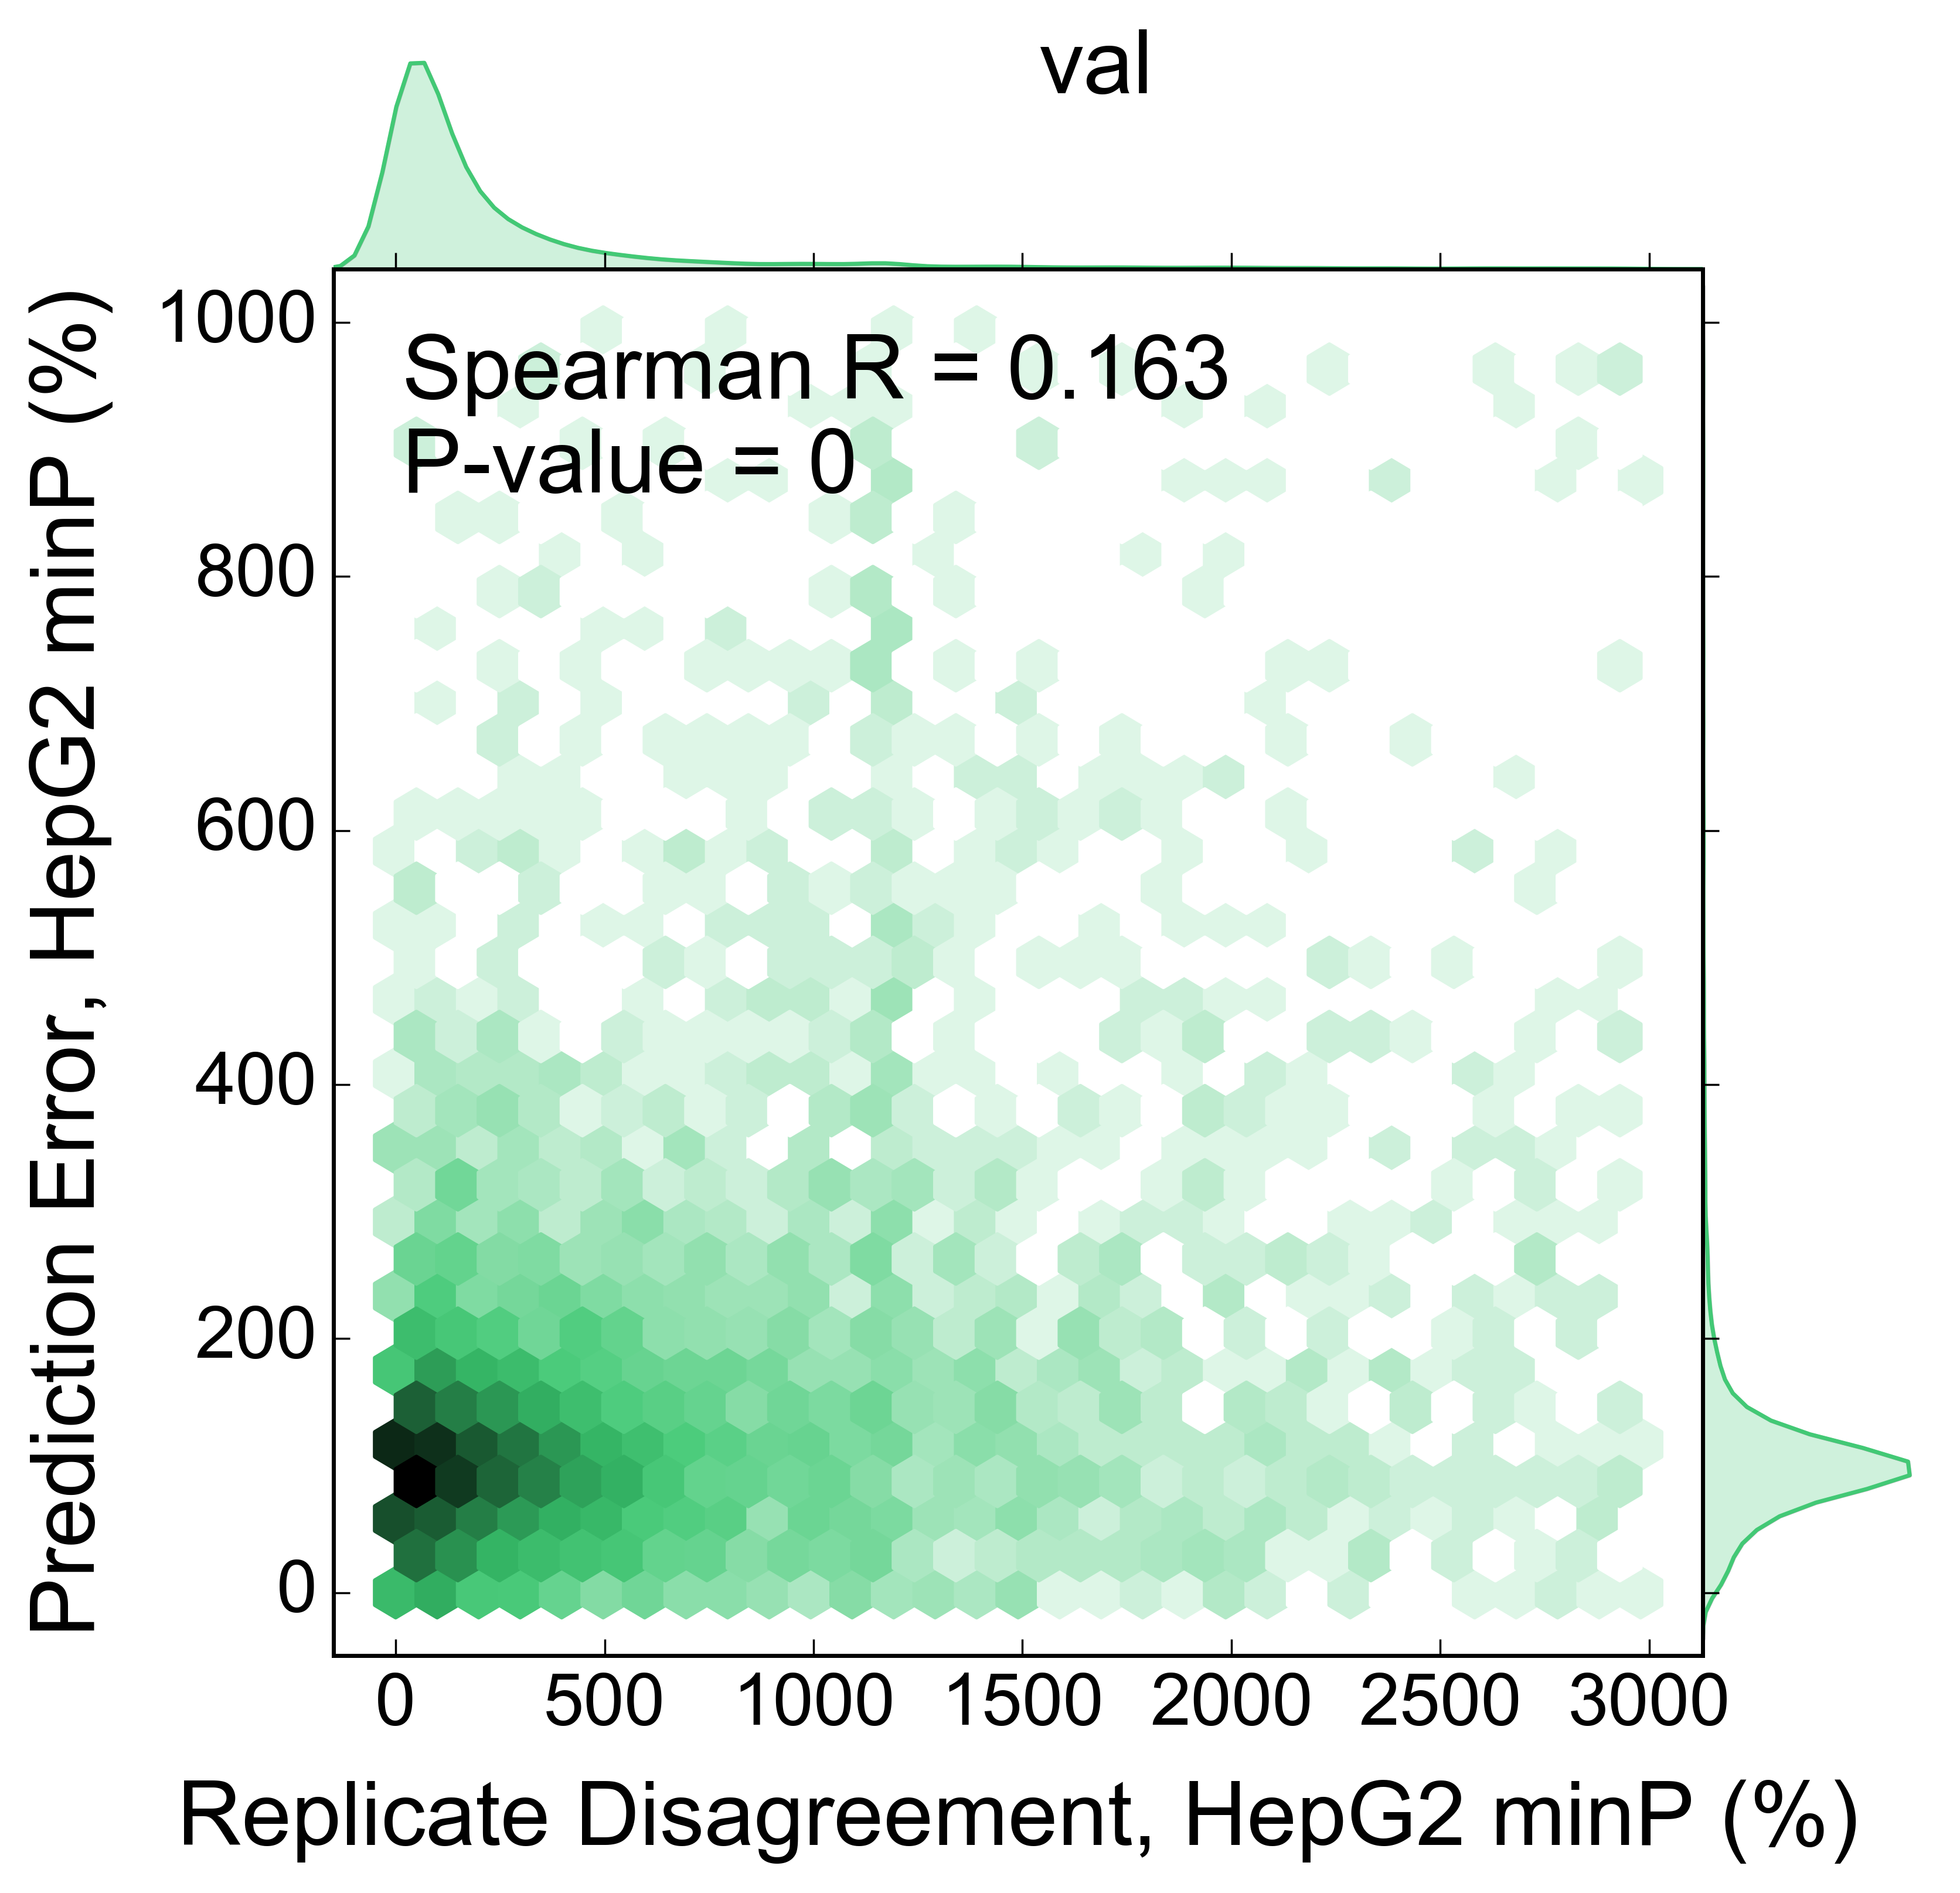 val
Spearman R = 0.163
P-value = 0
1000
800
600
400
200
0
Prediction Error, HepG2 minP (%)
0 500 1000 1500 2000 2500 3000
Replicate Disagreement, HepG2 minP (%)